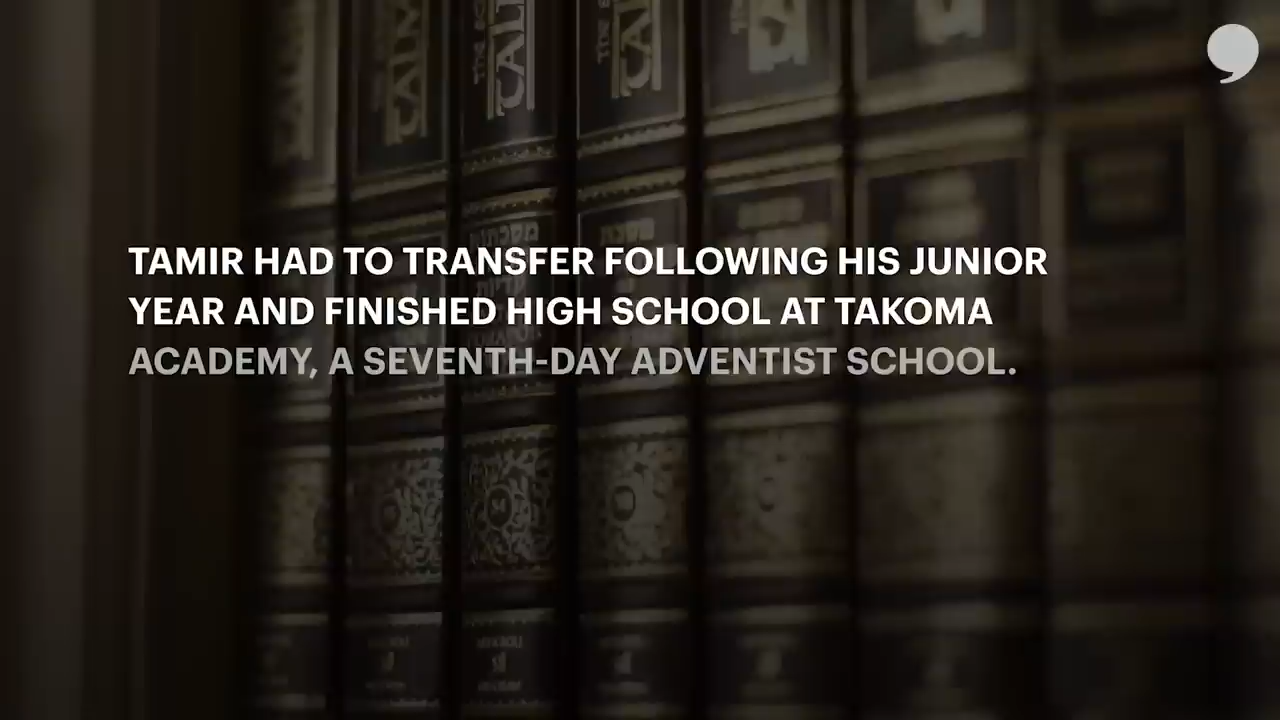 TAMIR HAD TO TRANSFER FOLLOWING HIS JUNIOR
YEAR AND FINISHED HIGH SCHOOL AT TAKOMA
ACADEMY, A SEVENTH-DAY ADVENTIST SCHOOL.